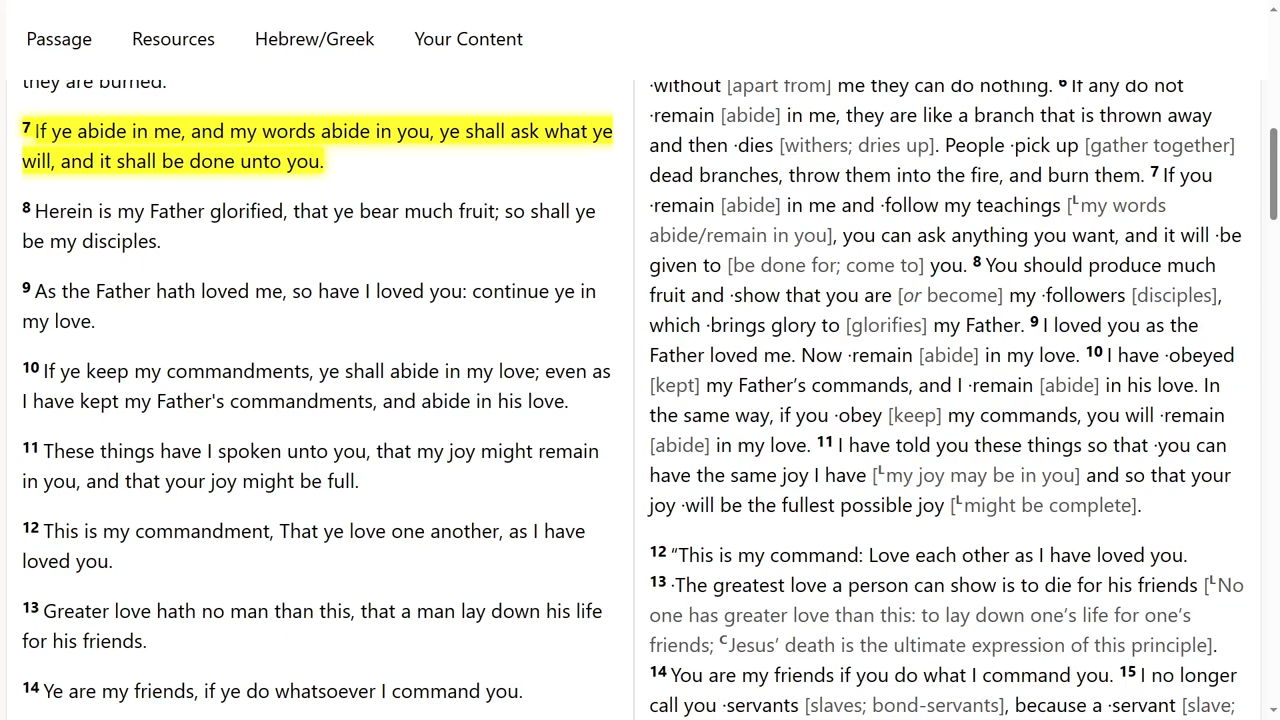 Passage Resources Hebrew/Greek Your Content
they are burned.
7 If ye abide in me, and my words abide in you, ye shall ask what ye
will, and it shall be done unto you.
8 Herein is my Father glorified, that ye bear much fruit; so shall ye
be my disciples.
9 As the Father hath loved me, so have I loved you: continue ye in
my love.
10 If ye keep my commandments, ye shall abide in my love; even as
I have kept my Father's commandments, and abide in his love.
11 These things have I spoken unto you, that my joy might remain
in you, and that your joy might be full.
12 This is my commandment, That ye love one another, as I have
loved you.
13 Greater love hath no man than this, that a man lay down his life
for his friends.
14 Ye are my friends, if ye do whatsoever I command you.
·without [apart from] me they can do nothing. 6 If any do not
·remain [abide] in me, they are like a branch that is thrown away
and then ·dies [withers; dries up]. People ·pick up [gather together]
dead branches, throw them into the fire, and burn them. 7 If you
·remain [abide] in me and ·follow my teachings [Lmy words
abide/remain in you], you can ask anything you want, and it will ·be
given to [be done for; come to] you. 8 You should produce much
fruit and ·show that you are [or become] my ·followers [disciples],
which ·brings glory to [glorifies] my Father. 9 I loved you as the
Father loved me. Now ·remain [abide] in my love. 10 I have ·obeyed
[kept] my Father’s commands, and I ·remain [abide] in his love. In
the same way, if you ·obey [keep] my commands, you will ·remain
[abide] in my love. 11 I have told you these things so that ·you can
have the same joy I have [Lmy joy may be in you] and so that your
joy ·will be the fullest possible joy [Lmight be complete].
12 “This is my command: Love each other as I have loved you.
13 ·The greatest love a person can show is to die for his friends [LNo
one has greater love than this: to lay down one’s life for one’s
friends; CJesus’ death is the ultimate expression of this principle].
14 You are my friends if you do what I command you. 15 I no longer
call you ·servants [slaves; bond-servants], because a ·servant [slave;